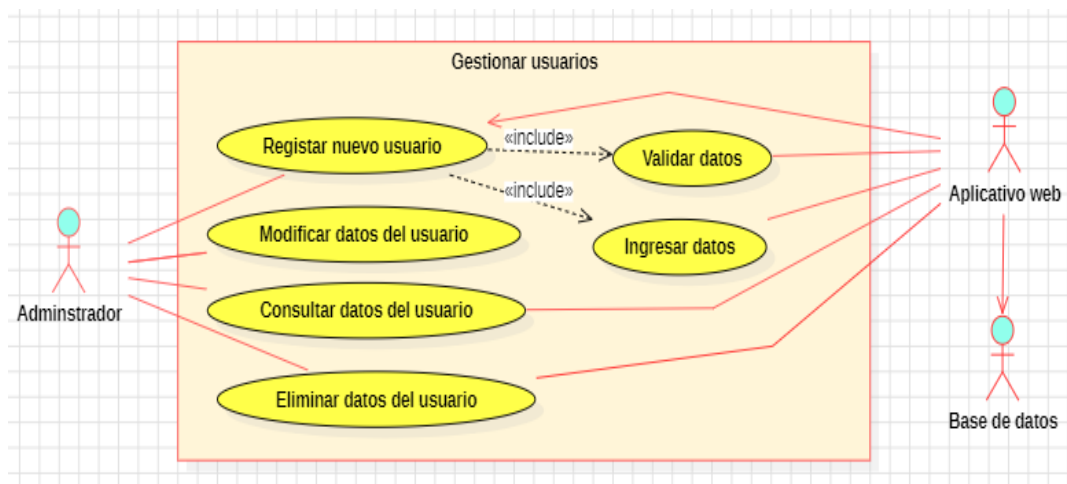 Gestionar usuarios
Registar nuevo usuario
«include»
Validar datos
«include»
Aplicativo web
Modificar datos del usuario
Ingresar datos
Adminstrador
Consultar datos del usuario
Eliminar datos del usuario
Base de datos